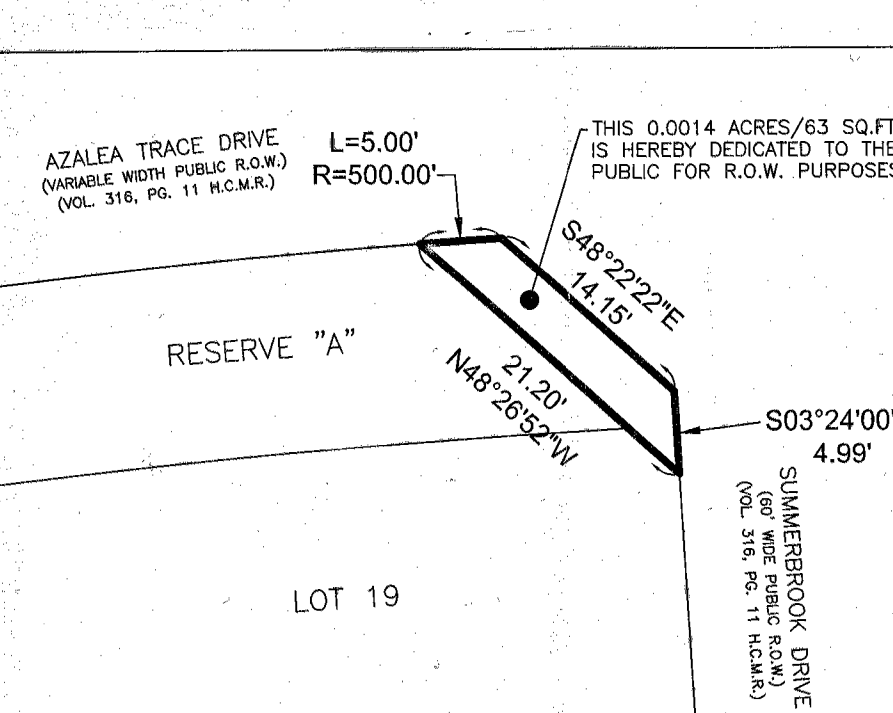 AZALEA TRACE DRIVE
(VARIABLE WIDTH PUBLIC R.O.W.)
(VOL. 316, PG. 11 H.C.M.R.)
L=5.00'
R=500.00'
THIS 0.0014 ACRES/63 SQ.FT
IS HEREBY DEDICATED TO THE
PUBLIC FOR R.O.W. PURPOSES
S48°22'22"E
14.15'
RESERVE "A"
21.20'
N48°26'52"W
S03°24'00"
4.99'
LOT 19
SUMMERBROOK DRIVE
(60' WIDE PUBLIC R.O.W.)
(VOL. 316, PG. 11 H.C.M.R.)